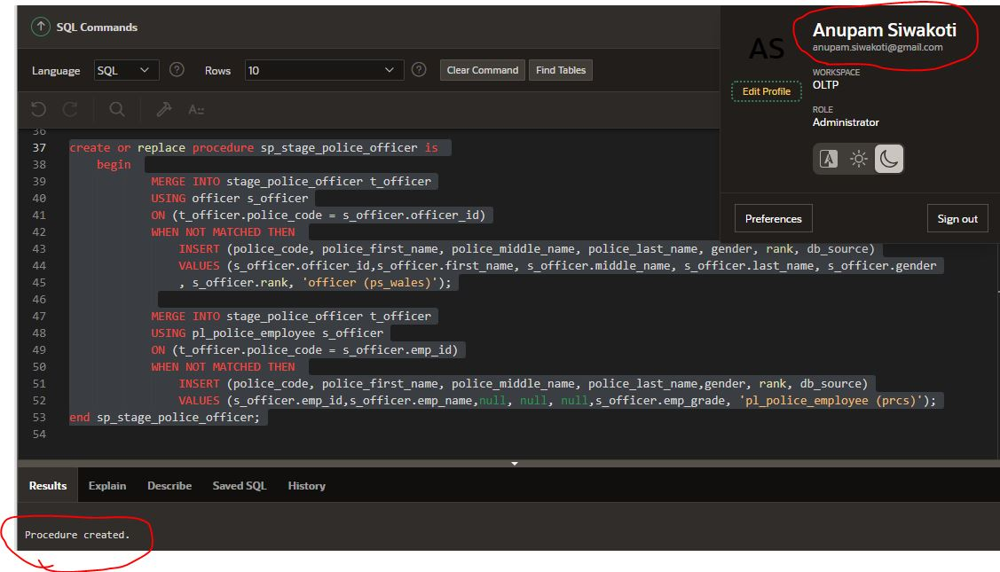 SQL Commands
Language SQL Rows 10 Clear Command Find Tables
AS
Anupam Siwakoti
anupam.siwakoti@gmail.com
WORKSPACE
OLTP
Edit Profile
ROLE
Administrator
Preferences Sign out
36
37 create or replace procedure sp_stage_police_officer is
38 begin
39 MERGE INTO stage_police_officer t_officer
40 USING officer s_officer
41 ON (t_officer.police_code = s_officer.officer_id)
42 WHEN NOT MATCHED THEN
43 INSERT (police_code, police_first_name, police_middle_name, police_last_name, gender, rank, db_source)
44 VALUES (s_officer.officer_id,s_officer.first_name, s_officer.middle_name, s_officer.last_name, s_officer.gender
45 , s_officer.rank, 'officer (ps_wales)');
46
47 MERGE INTO stage_police_officer t_officer
48 USING pl_police_employee s_officer
49 ON (t_officer.police_code = s_officer.emp_id)
50 WHEN NOT MATCHED THEN
51 INSERT (police_code, police_first_name, police_middle_name, police_last_name,gender, rank, db_source)
52 VALUES (s_officer.emp_id,s_officer.emp_name,null, null, null,s_officer.emp_grade, 'pl_police_employee (prcs)');
53 end sp_stage_police_officer;
54
Results Explain Describe Saved SQL History
Procedure created.